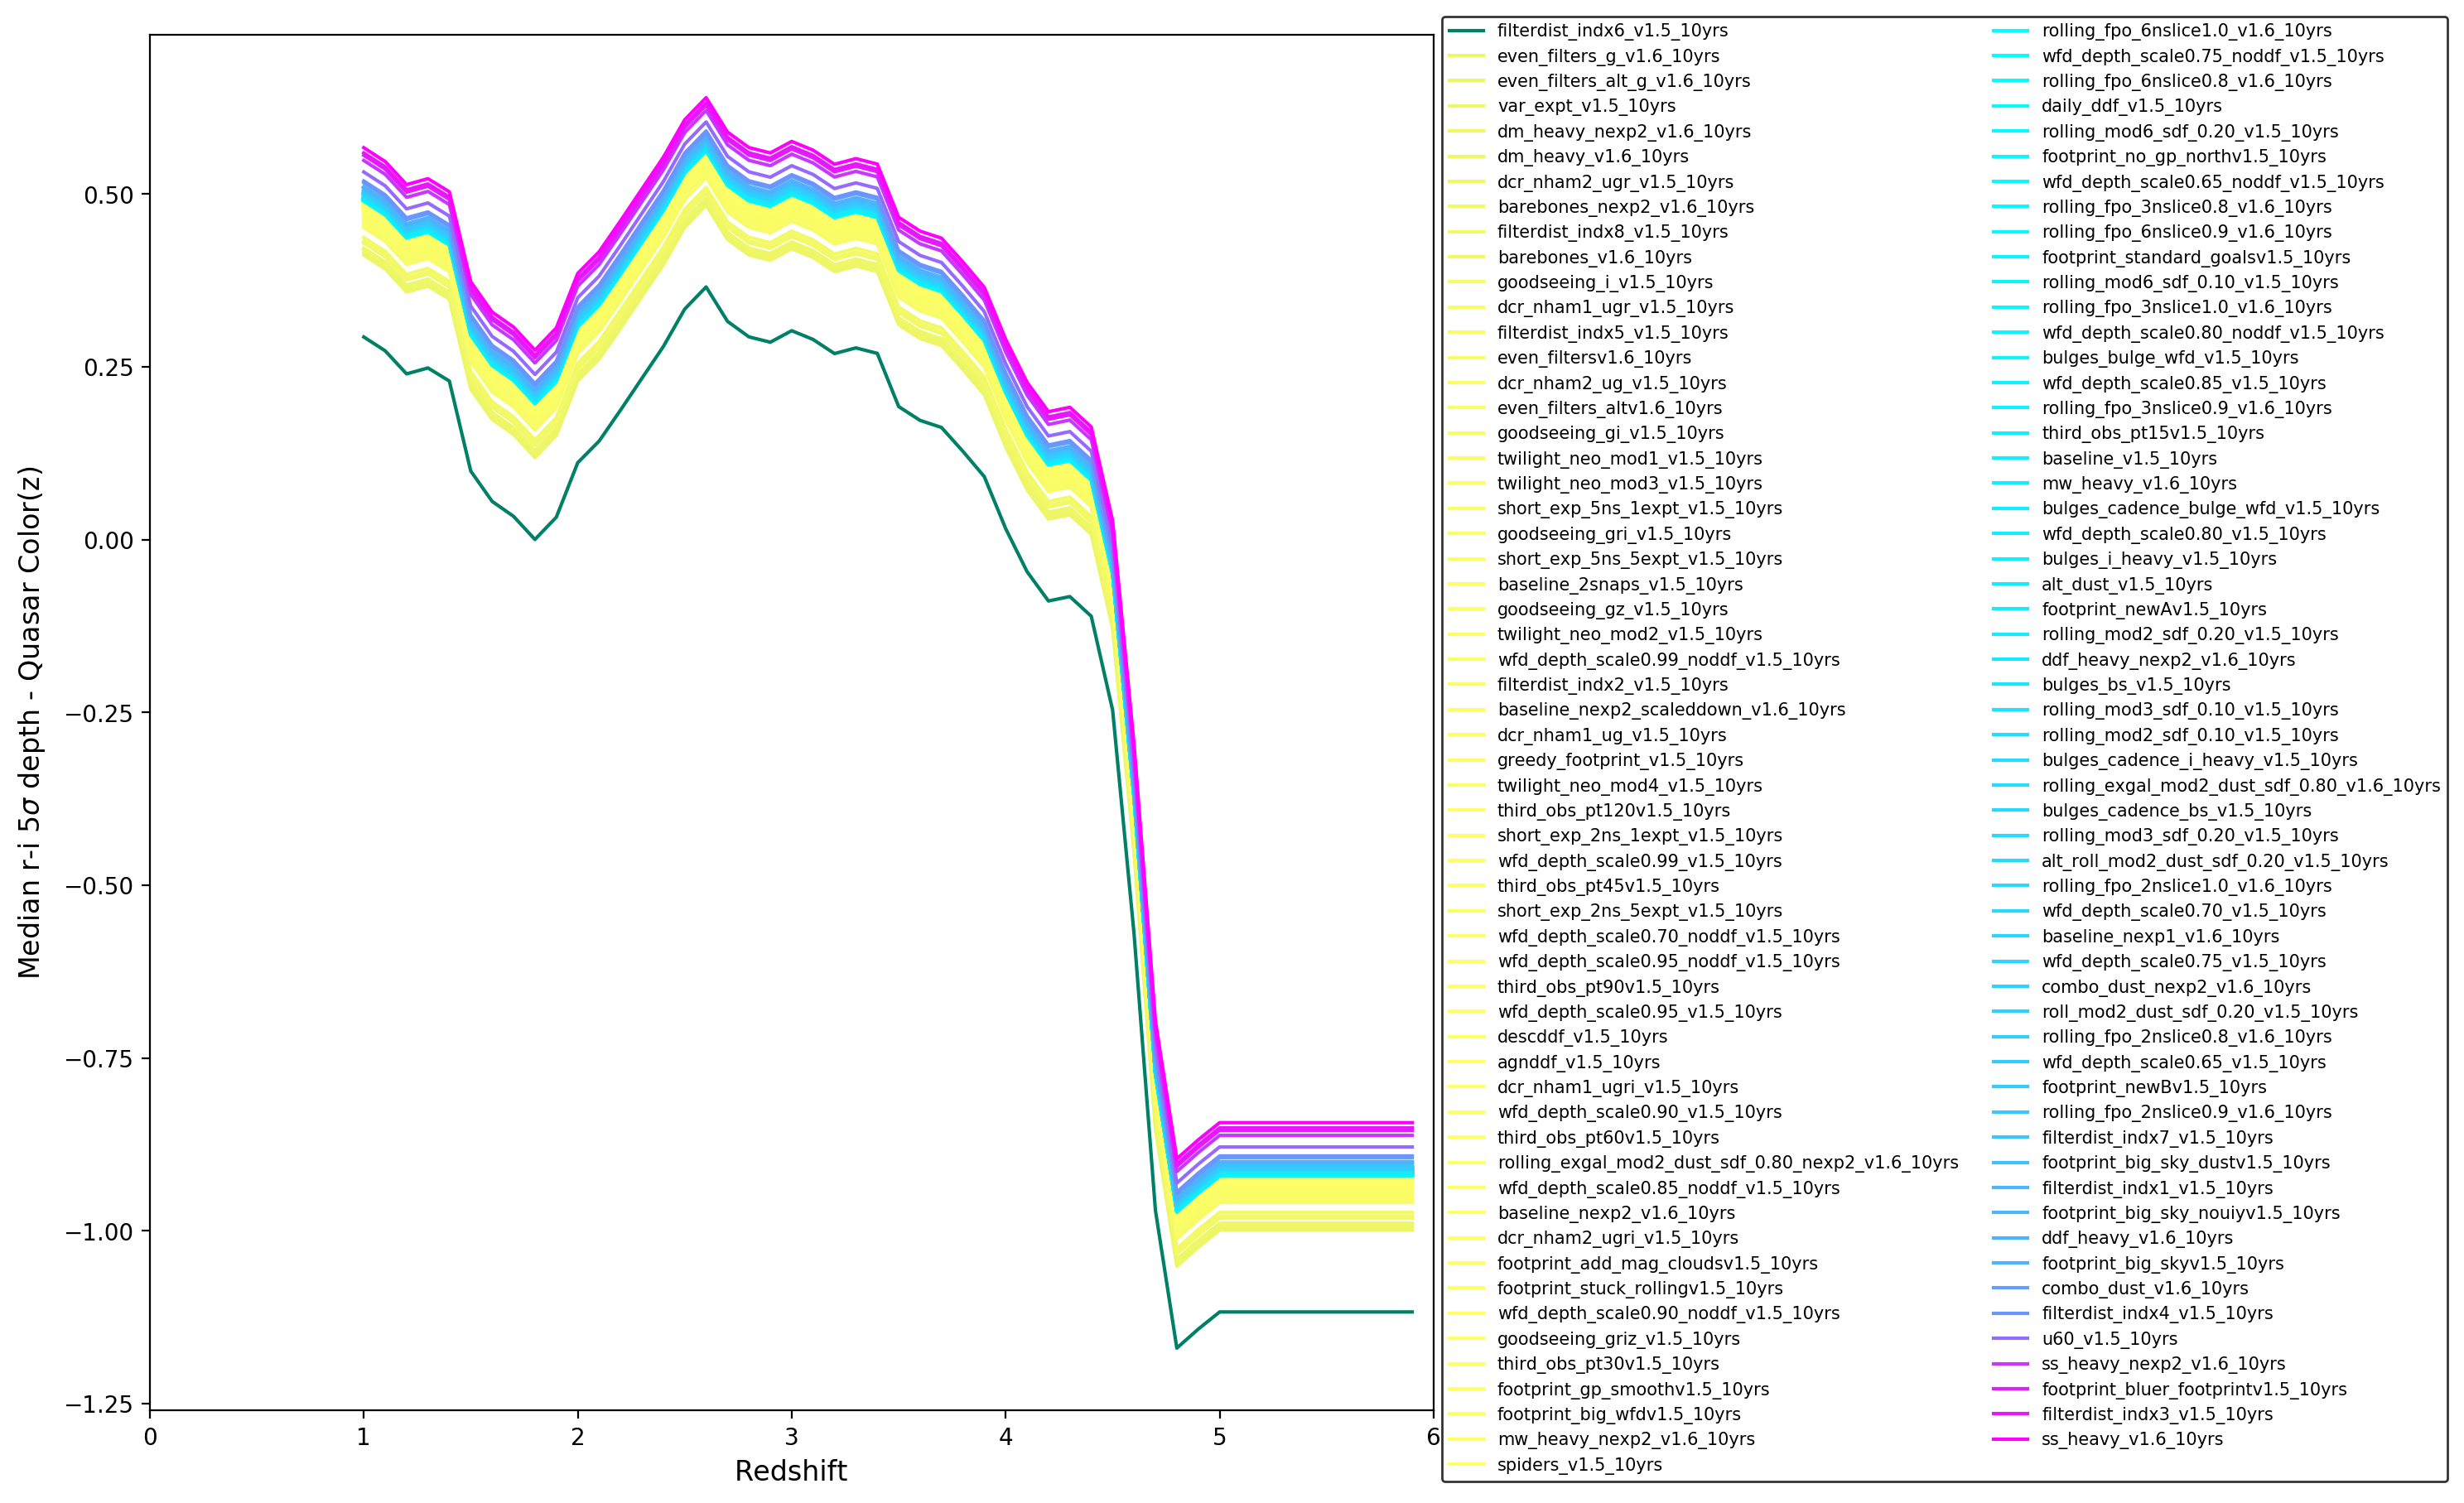 Median r-i 5σ depth - Quasar Color(z)
0.50
0.25
0.00
−0.25
−0.50
−0.75
−1.00
−1.25
0 1 2 3 4 5 6
Redshift
filterdist_indx6_v1.5_10yrs
even_filters_g_v1.6_10yrs
even_filters_alt_g_v1.6_10yrs
var_expt_v1.5_10yrs
dm_heavy_nexp2_v1.6_10yrs
dm_heavy_v1.6_10yrs
dcr_nham2_ugr_v1.5_10yrs
barebones_nexp2_v1.6_10yrs
filterdist_indx8_v1.5_10yrs
barebones_v1.6_10yrs
goodseeing_i_v1.5_10yrs
dcr_nham1_ugr_v1.5_10yrs
filterdist_indx5_v1.5_10yrs
even_filtersv1.6_10yrs
dcr_nham2_ug_v1.5_10yrs
even_filters_altv1.6_10yrs
goodseeing_gi_v1.5_10yrs
twilight_neo_mod1_v1.5_10yrs
twilight_neo_mod3_v1.5_10yrs
short_exp_5ns_1expt_v1.5_10yrs
goodseeing_gri_v1.5_10yrs
short_exp_5ns_5expt_v1.5_10yrs
baseline_2snaps_v1.5_10yrs
goodseeing_gz_v1.5_10yrs
twilight_neo_mod2_v1.5_10yrs
wfd_depth_scale0.99_noddf_v1.5_10yrs
filterdist_indx2_v1.5_10yrs
baseline_nexp2_scaleddown_v1.6_10yrs
dcr_nham1_ug_v1.5_10yrs
greedy_footprint_v1.5_10yrs
twilight_neo_mod4_v1.5_10yrs
third_obs_pt120v1.5_10yrs
short_exp_2ns_1expt_v1.5_10yrs
wfd_depth_scale0.99_v1.5_10yrs
third_obs_pt45v1.5_10yrs
short_exp_2ns_5expt_v1.5_10yrs
wfd_depth_scale0.70_noddf_v1.5_10yrs
wfd_depth_scale0.95_noddf_v1.5_10yrs
third_obs_pt90v1.5_10yrs
wfd_depth_scale0.95_v1.5_10yrs
descddf_v1.5_10yrs
agnddf_v1.5_10yrs
dcr_nham1_ugri_v1.5_10yrs
wfd_depth_scale0.90_v1.5_10yrs
third_obs_pt60v1.5_10yrs
rolling_exgal_mod2_dust_sdf_0.80_nexp2_v1.6_10yrs
wfd_depth_scale0.85_noddf_v1.5_10yrs
baseline_nexp2_v1.6_10yrs
dcr_nham2_ugri_v1.5_10yrs
footprint_add_mag_cloudsv1.5_10yrs
footprint_stuck_rollingv1.5_10yrs
wfd_depth_scale0.90_noddf_v1.5_10yrs
goodseeing_griz_v1.5_10yrs
third_obs_pt30v1.5_10yrs
footprint_gp_smoothv1.5_10yrs
footprint_big_wfdv1.5_10yrs
mw_heavy_nexp2_v1.6_10yrs
spiders_v1.5_10yrs
rolling_fpo_6nslice1.0_v1.6_10yrs
wfd_depth_scale0.75_noddf_v1.5_10yrs
rolling_fpo_6nslice0.8_v1.6_10yrs
daily_ddf_v1.5_10yrs
rolling_mod6_sdf_0.20_v1.5_10yrs
footprint_no_gp_northv1.5_10yrs
wfd_depth_scale0.65_noddf_v1.5_10yrs
rolling_fpo_3nslice0.8_v1.6_10yrs
rolling_fpo_6nslice0.9_v1.6_10yrs
footprint_standard_goalsv1.5_10yrs
rolling_mod6_sdf_0.10_v1.5_10yrs
rolling_fpo_3nslice1.0_v1.6_10yrs
wfd_depth_scale0.80_noddf_v1.5_10yrs
bulges_bulge_wfd_v1.5_10yrs
wfd_depth_scale0.85_v1.5_10yrs
rolling_fpo_3nslice0.9_v1.6_10yrs
third_obs_pt15v1.5_10yrs
baseline_v1.5_10yrs
mw_heavy_v1.6_10yrs
bulges_cadence_bulge_wfd_v1.5_10yrs
wfd_depth_scale0.80_v1.5_10yrs
bulges_i_heavy_v1.5_10yrs
alt_dust_v1.5_10yrs
footprint_newAv1.5_10yrs
rolling_mod2_sdf_0.20_v1.5_10yrs
ddf_heavy_nexp2_v1.6_10yrs
bulges_bs_v1.5_10yrs
rolling_mod3_sdf_0.10_v1.5_10yrs
rolling_mod2_sdf_0.10_v1.5_10yrs
bulges_cadence_i_heavy_v1.5_10yrs
rolling_exgal_mod2_dust_sdf_0.80_v1.6_10yrs
bulges_cadence_bs_v1.5_10yrs
rolling_mod3_sdf_0.20_v1.5_10yrs
alt_roll_mod2_dust_sdf_0.20_v1.5_10yrs
rolling_fpo_2nslice1.0_v1.6_10yrs
wfd_depth_scale0.70_v1.5_10yrs
baseline_nexp1_v1.6_10yrs
wfd_depth_scale0.75_v1.5_10yrs
combo_dust_nexp2_v1.6_10yrs
roll_mod2_dust_sdf_0.20_v1.5_10yrs
rolling_fpo_2nslice0.8_v1.6_10yrs
wfd_depth_scale0.65_v1.5_10yrs
footprint_newBv1.5_10yrs
rolling_fpo_2nslice0.9_v1.6_10yrs
filterdist_indx7_v1.5_10yrs
footprint_big_sky_dustv1.5_10yrs
filterdist_indx1_v1.5_10yrs
footprint_big_sky_nouiyv1.5_10yrs
ddf_heavy_v1.6_10yrs
footprint_big_skyv1.5_10yrs
combo_dust_v1.6_10yrs
filterdist_indx4_v1.5_10yrs
u60_v1.5_10yrs
ss_heavy_nexp2_v1.6_10yrs
footprint_bluer_footprintv1.5_10yrs
filterdist_indx3_v1.5_10yrs
ss_heavy_v1.6_10yrs